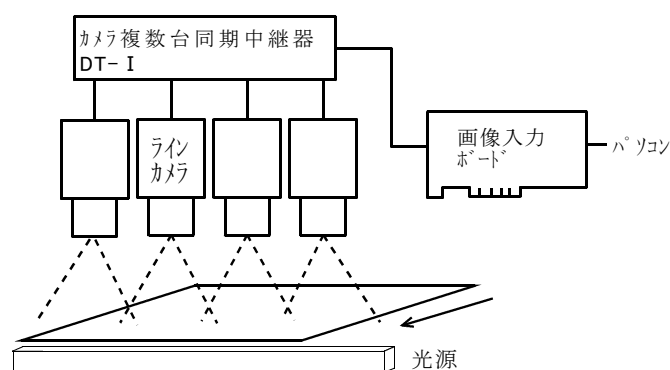 ｶﾒﾗ複数台同期中継器
DT-Ⅰ
ﾗｲﾝ
ｶﾒﾗ
画像入力
ﾎﾞｰﾄﾞ
ﾊﾟｿｺﾝ
光源